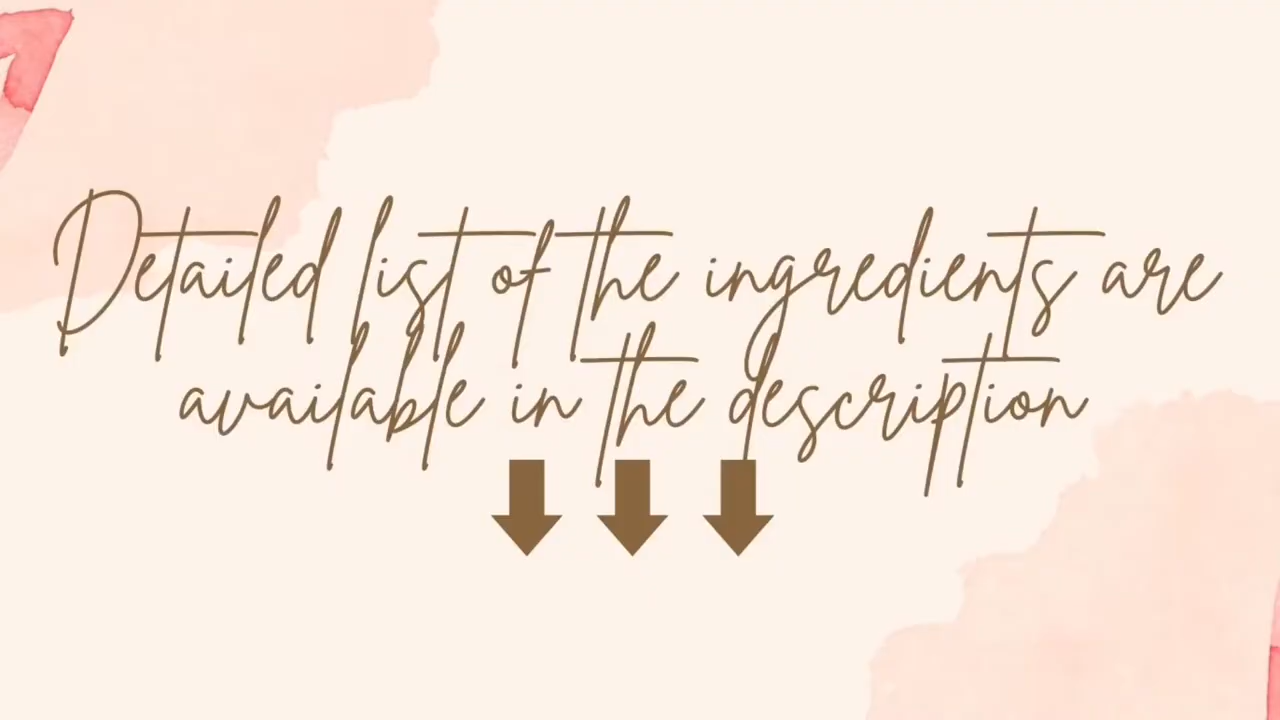 Detailed list of the ingredients are
available in the description